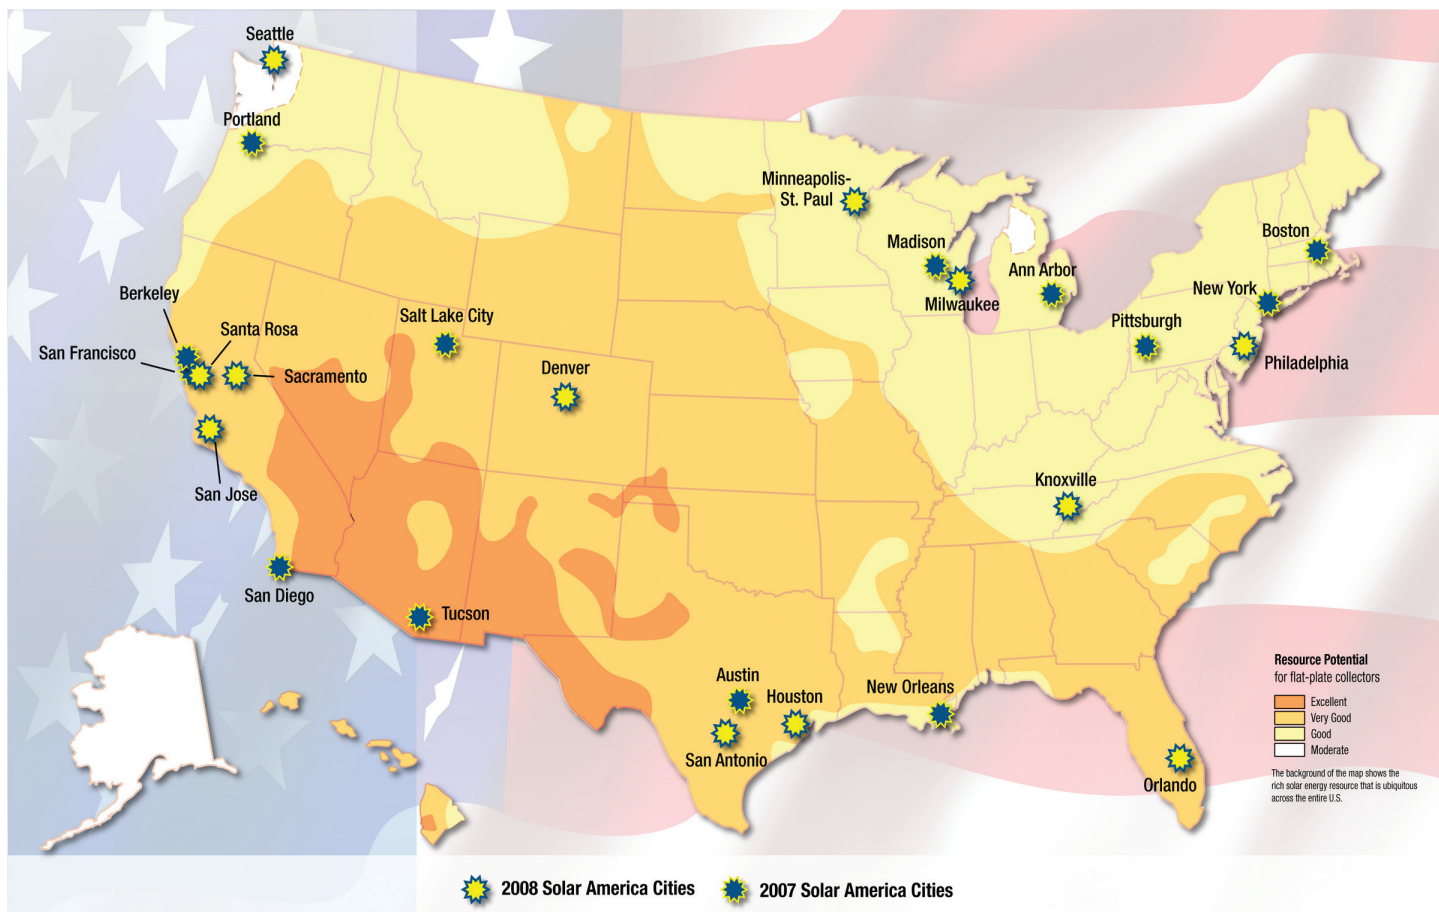 Seattle
Portland
Minneapolis-
St. Paul
Madison
Milwaukee
Ann Arbor
Boston
New York
Pittsburgh
Philadelphia
Berkeley
Santa Rosa
San Francisco
Sacramento
Salt Lake City
Denver
San Jose
Knoxville
San Diego
Tucson
Austin
Houston
New Orleans
San Antonio
Orlando
Resource Potential
for flat-plate collectors
Excellent
Very Good
Good
Moderate
The background of the map shows the
rich solar energy resource that is ubiquitous
across the entire U.S.
2008 Solar America Cities
2007 Solar America Cities